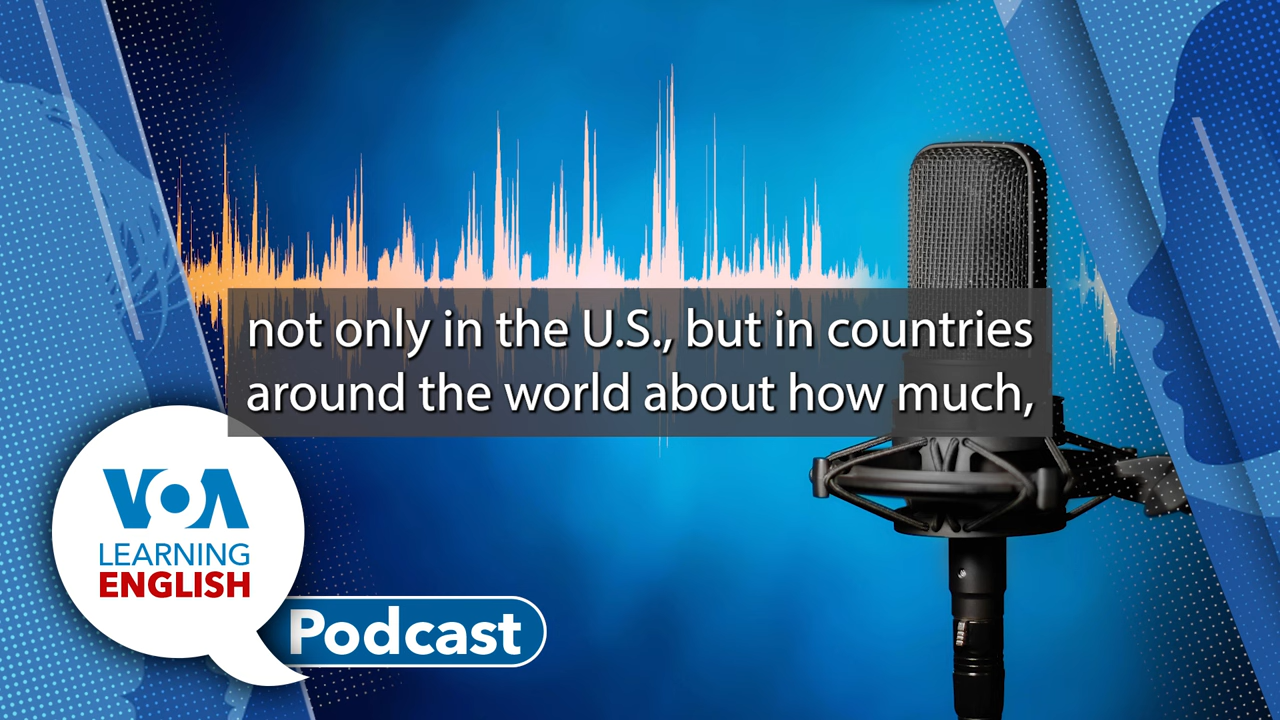 not only in the U.S., but in countries
around the world about how much,
VOA
LEARNING
ENGLISH
Podcast